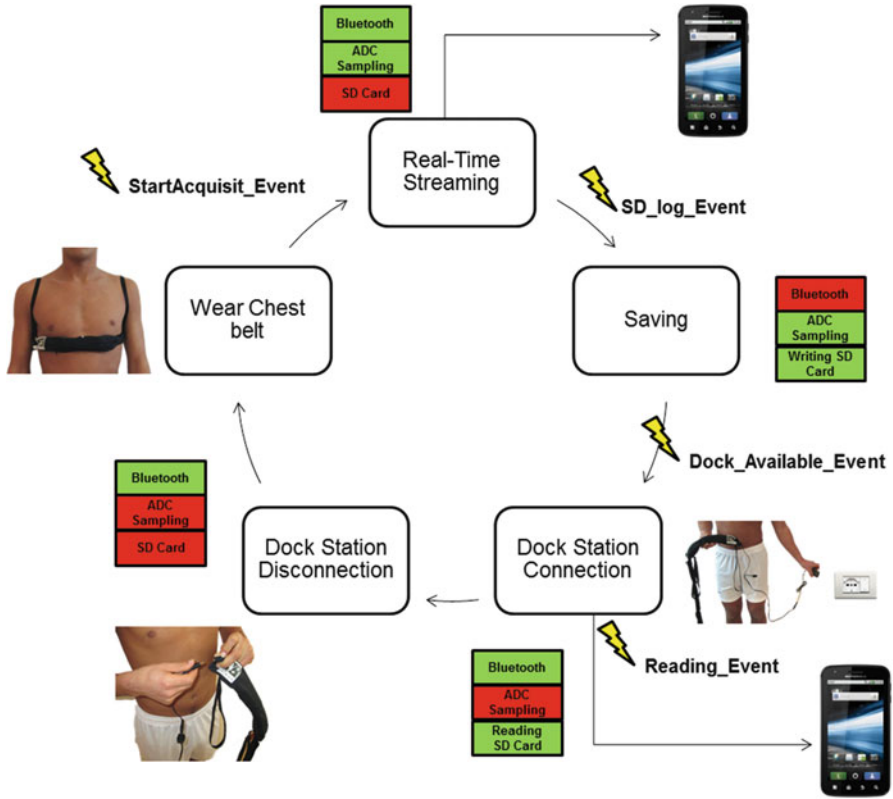 Bluetooth
ADC
Sampling
SD Card
Real-Time
Streaming
StartAcquisit_Event
SD_log_Event
Wear Chest
belt
Saving
Bluetooth
ADC
Sampling
Writing SD
Card
Dock_Available_Event
Bluetooth
ADC
Sampling
SD Card
Dock Station
Disconnection
Dock Station
Connection
Reading_Event
Bluetooth
ADC
Sampling
Reading
SD Card